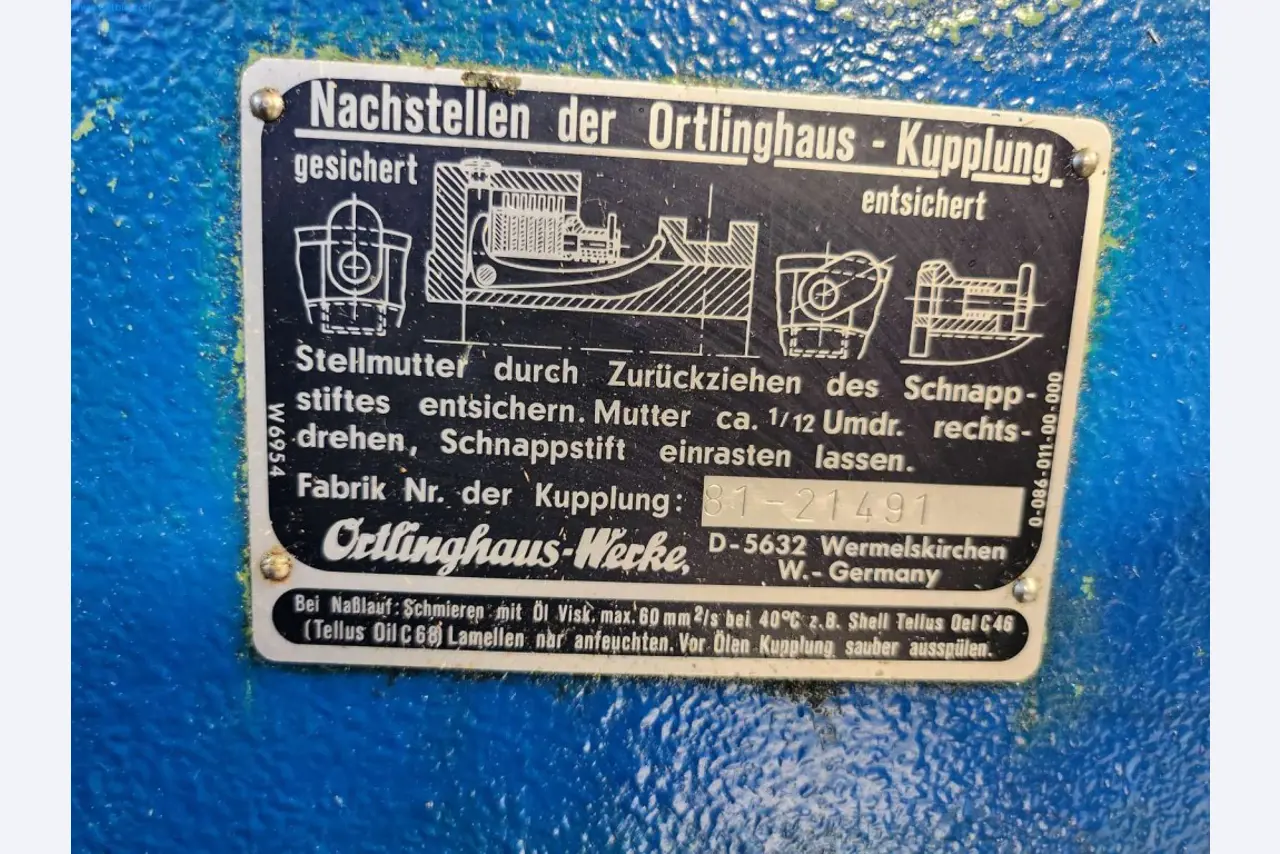 Nachstellen der Ortlinghaus - Kupplung
gesichert
entsichert
Stellmutter durch Zurückziehen des Schnapp-
stiftes entsichern. Mutter ca. 1/12 Umdr. rechts-
drehen, Schnappstift einrasten lassen.
W6954
0-086-011-00-000
Fabrik Nr. der Kupplung: 81-21491
Ortlinghaus-Werke, D-5632 Wermelskirchen
W.-Germany
Bei Naßlauf: Schmieren mit Öl Visk. max. 60 mm²/s bei 40°C z.B. Shell Tellus Oel C 46
(Tellus Oil C 68) Lamellen nur anfeuchten. Vor Ölen Kupplung sauber ausspülen.